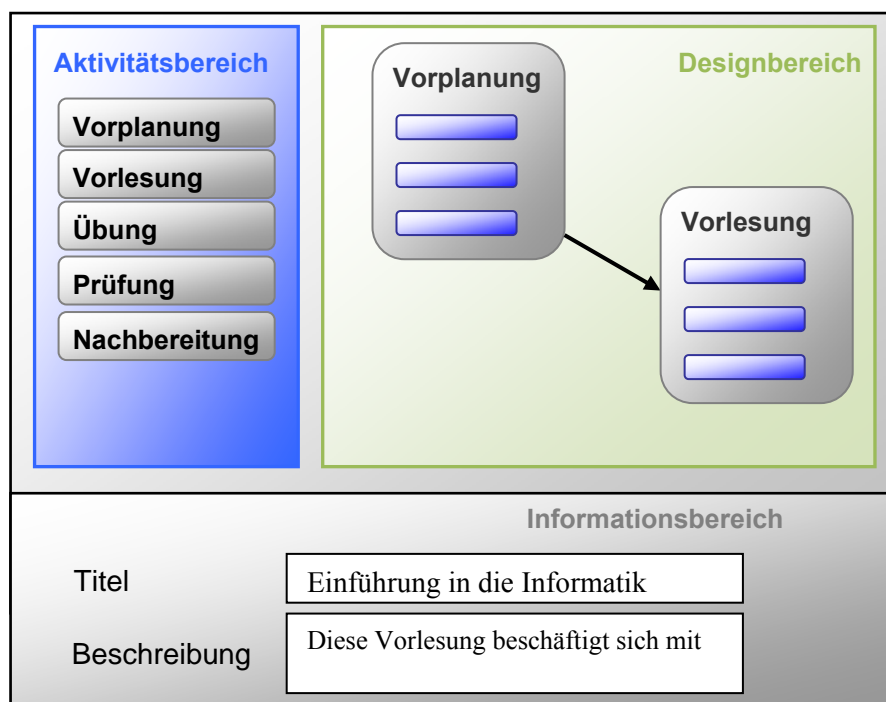 Aktivitätsbereich
Vorplanung
Vorlesung
Übung
Prüfung
Nachbereitung
Designbereich
Vorplanung
Vorlesung
Informationsbereich
Titel
Einführung in die Informatik
Beschreibung
Diese Vorlesung beschäftigt sich mit